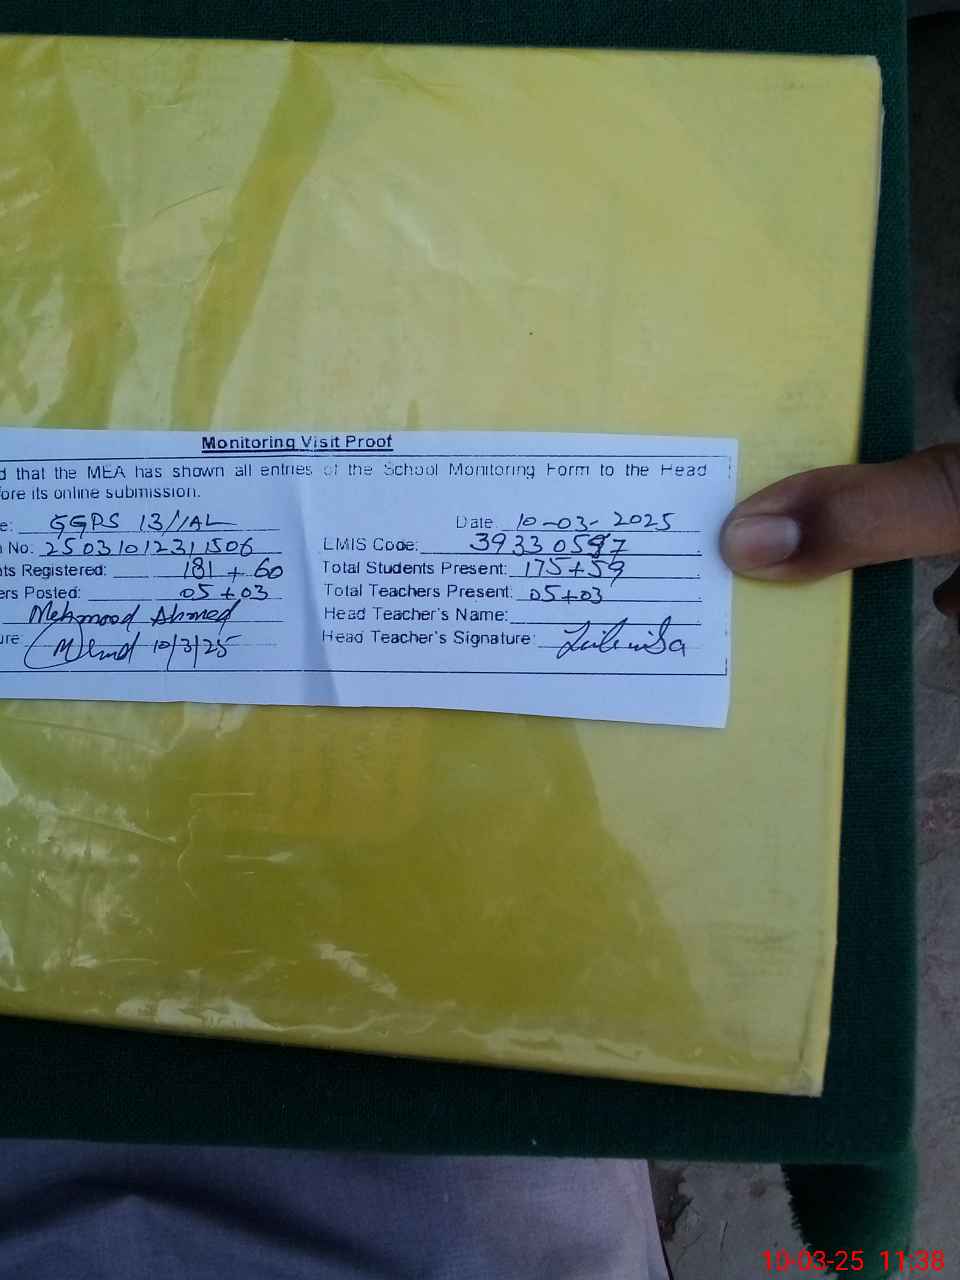 Monitoring Visit Proof
d that the MEA has shown all entries of the School Monitoring Form to the Head
fore its online submission.
e: GGPS 13/1AL Date 10-03-2025
n No: 25031012311506 LMIS Code: 39330597
nts Registered: 181 + 60 Total Students Present: 175+59
ers Posted: 05+03 Total Teachers Present: 05+03
Mehmood Ahmed Head Teacher's Name:
ure: 10/3/25 Head Teacher's Signature:
10-03-25 11:38